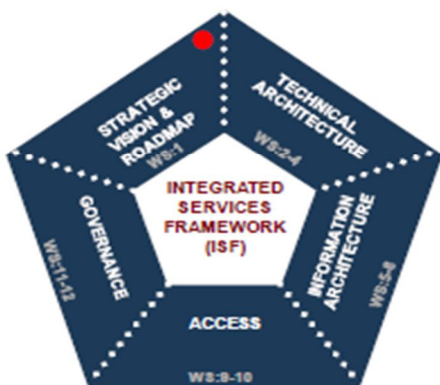 STRATEGIC
VISION &
ROADMAP
WS:1
TECHNICAL
ARCHITECTURE
WS:2-4
INTEGRATED
SERVICES
FRAMEWORK
(ISF)
GOVERNANCE
WS:11-12
INFORMATION
ARCHITECTURE
WS:5-8
ACCESS
WS:9-10